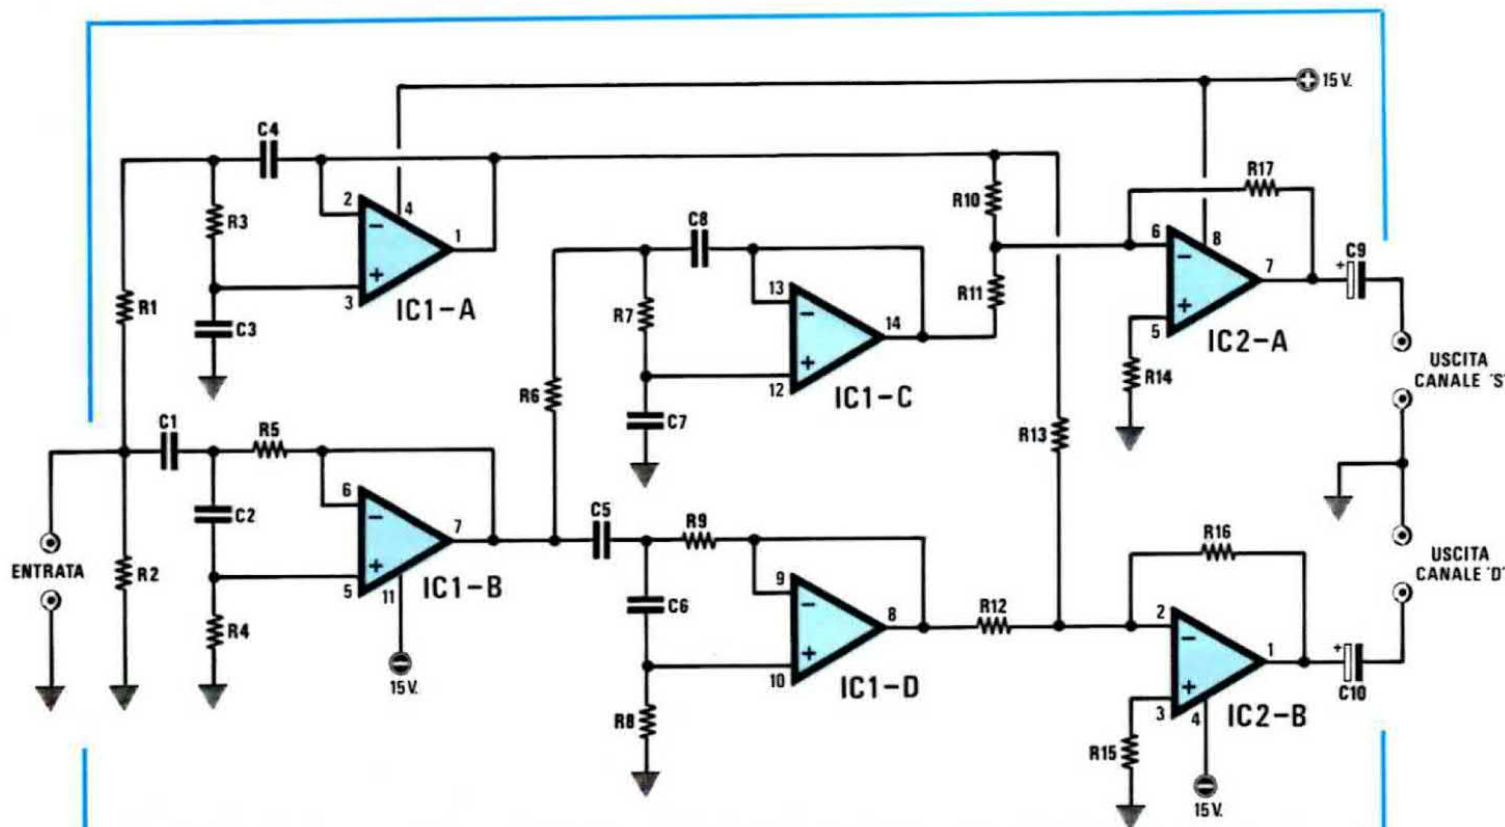 15 V.
C4
R17
2
4
R10
R3
C8
1
6
8
C9
+
7
3
IC1-A
R1
C3
13
R7
R11
14
5
IC2-A
USCITA
CANALE "S"
R14
12
IC1-C
R6
C7
C1
R5
R13
6
C2
C5
R9
R16
7
ENTRATA
R2
5
11
IC1-B
9
USCITA
CANALE "D"
C6
8
R12
2
R4
1
+
15 V.
10
IC1-D
C10
R8
3
4
IC2-B
R15
15 V.